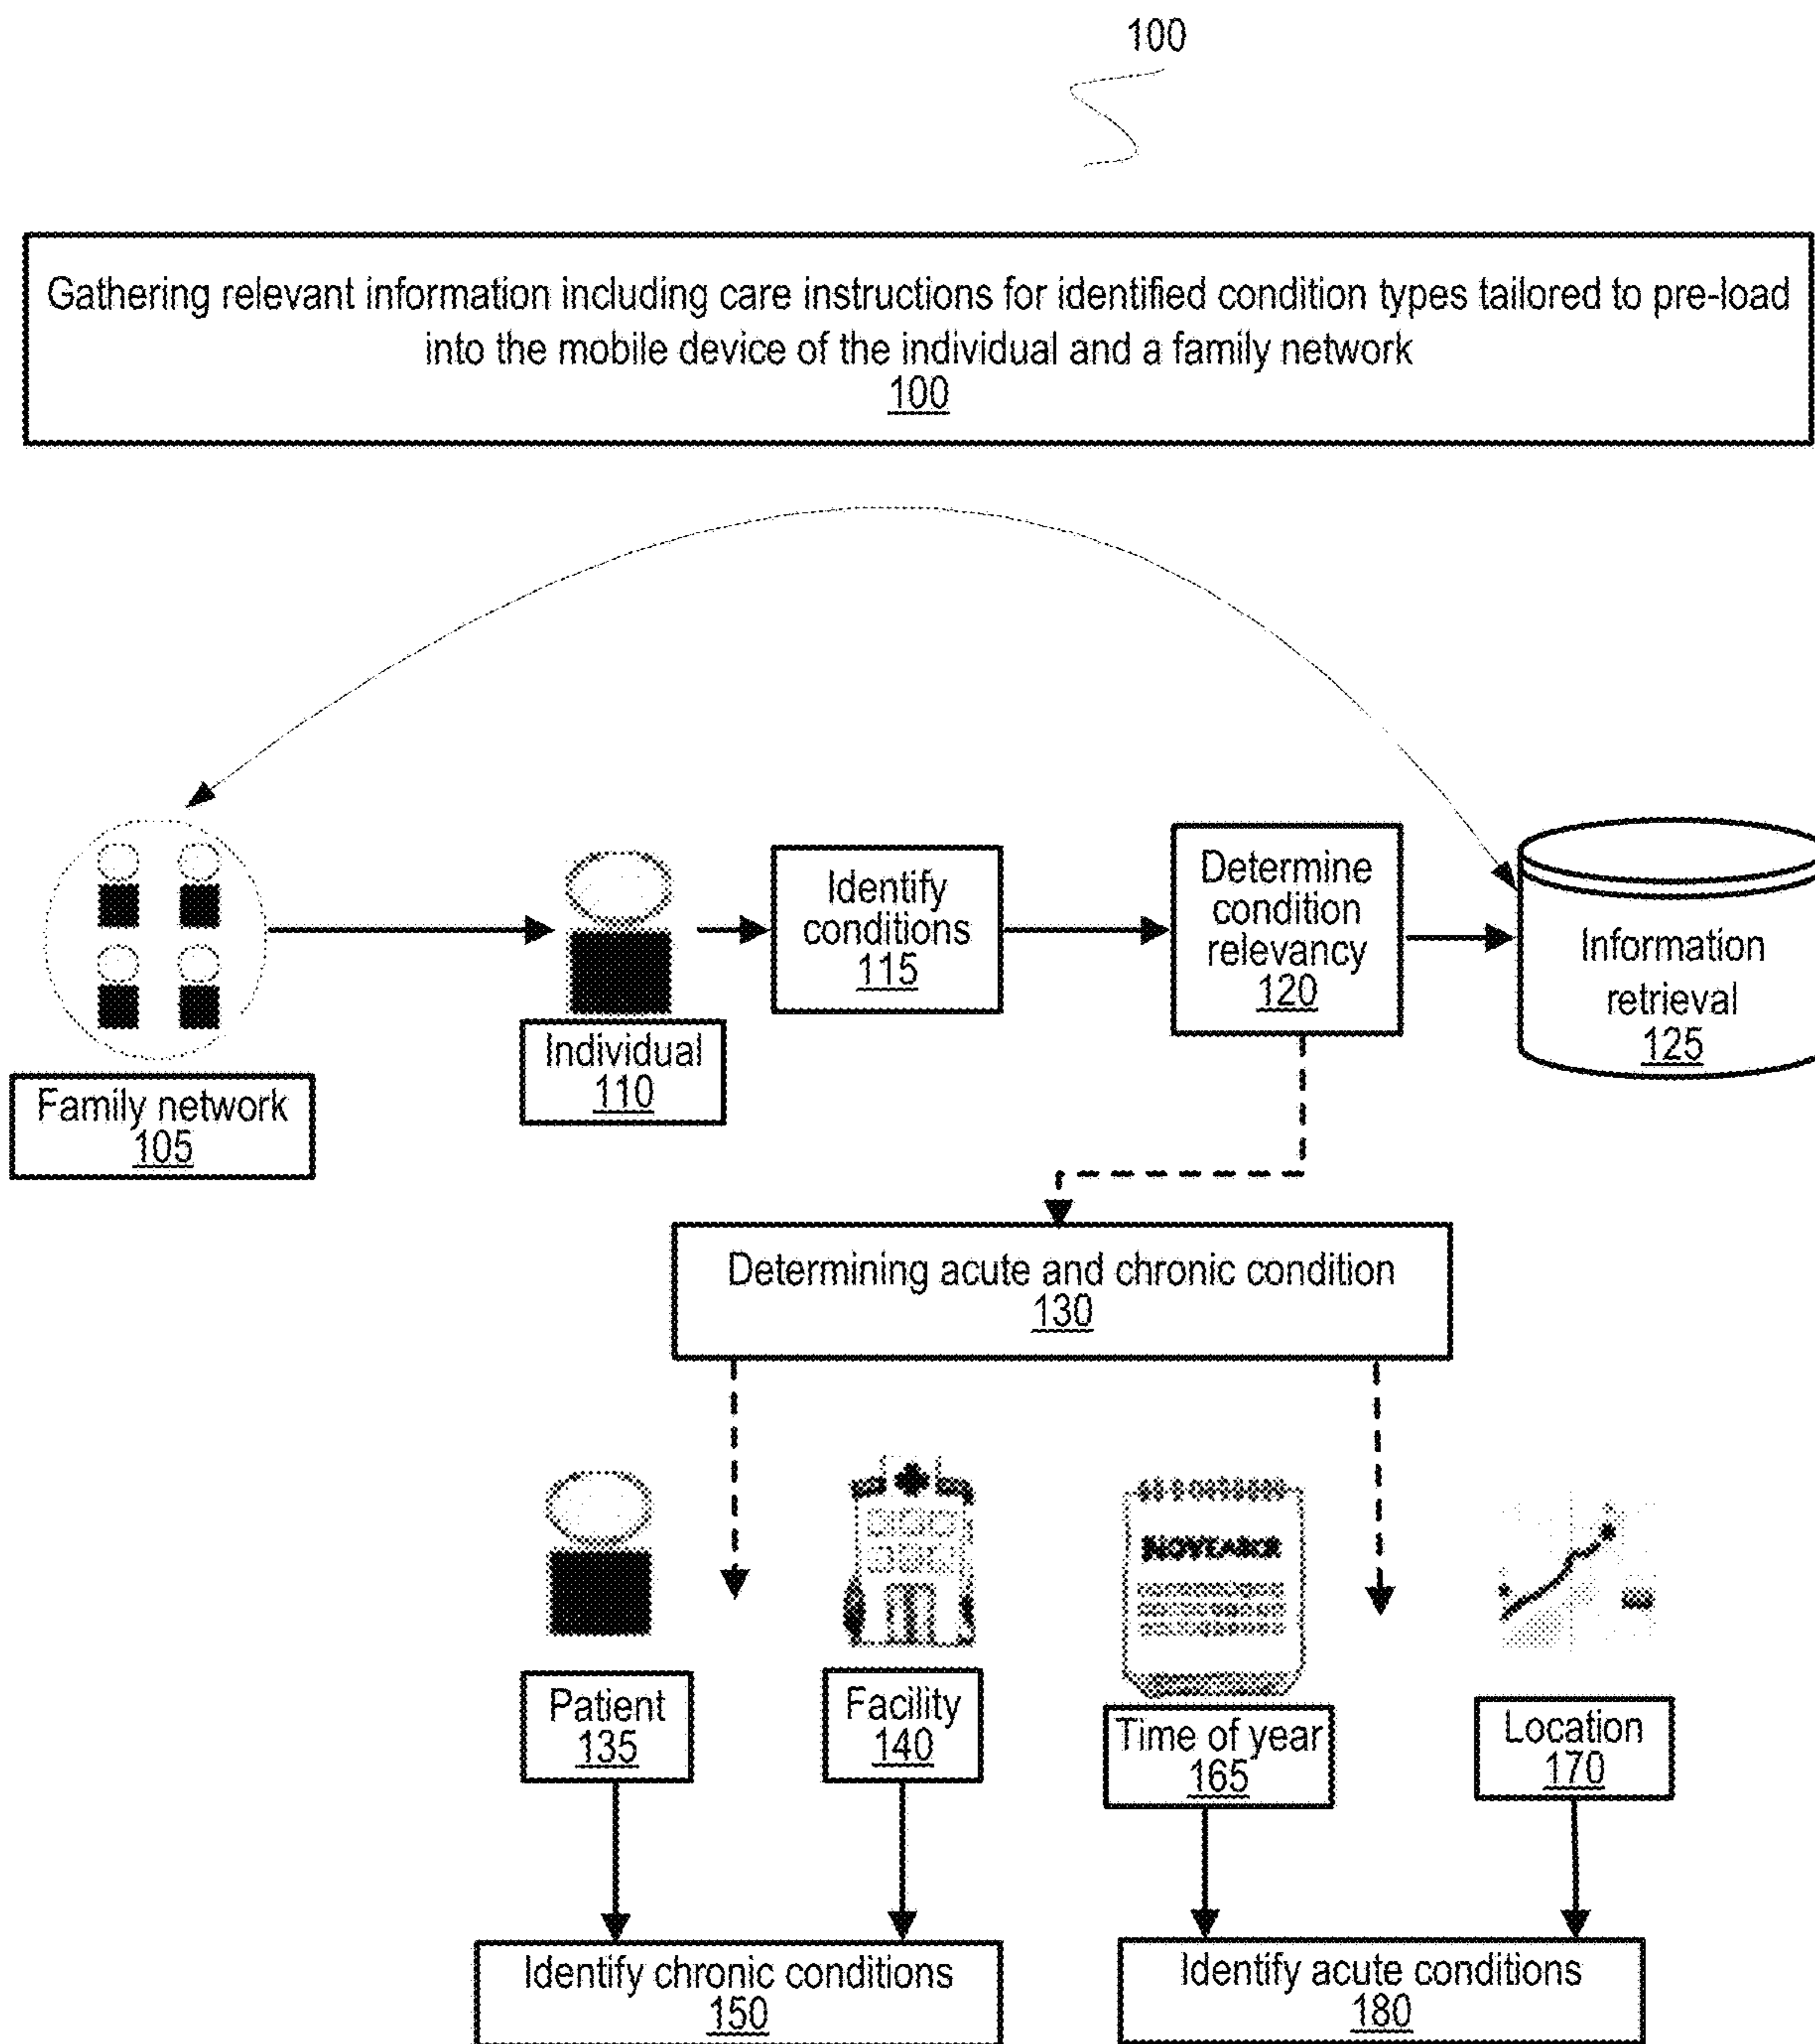 100
Gathering relevant information including care instructions for identified condition types tailored to pre-load
into the mobile device of the individual and a family network
100
Identify
conditions
115
Determine
condition
relevancy
120
Information
retrieval
125
Individual
110
Family network
105
Determining acute and chronic condition
130
Patient
135
Facility
140
Time of year
165
Location
170
Identify chronic conditions
150
Identify acute conditions
180